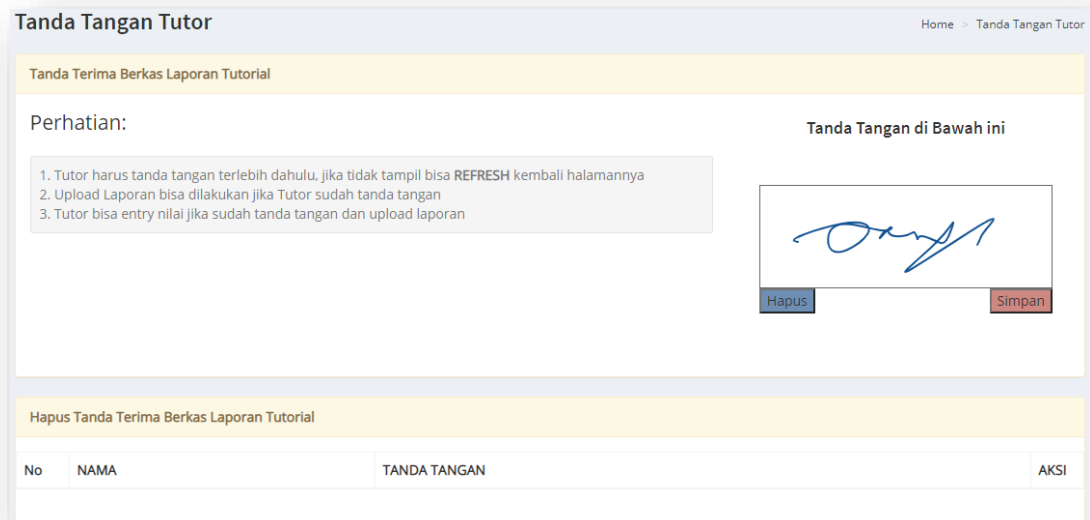 Tanda Tangan Tutor
Home > Tanda Tangan Tutor
Tanda Terima Berkas Laporan Tutorial
Perhatian:
1. Tutor harus tanda tangan terlebih dahulu, jika tidak tampil bisa REFRESH kembali halamannya
2. Upload Laporan bisa dilakukan jika Tutor sudah tanda tangan
3. Tutor bisa entry nilai jika sudah tanda tangan dan upload laporan
Tanda Tangan di Bawah ini
Hapus
Simpan
Hapus Tanda Terima Berkas Laporan Tutorial
No NAMA TANDA TANGAN AKSI